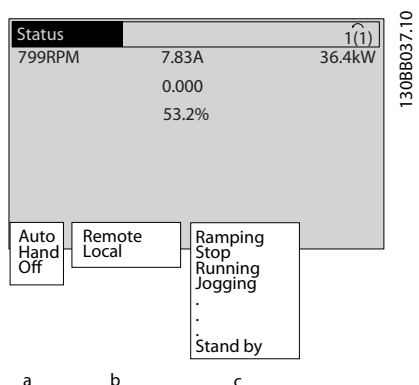 Status
1(1)
799RPM 7.83A 36.4kW
0.000
53.2%
Auto
Hand
Off
Remote
Local
Ramping
Stop
Running
Jogging
.
.
.
Stand by
a b c
130BB037.10